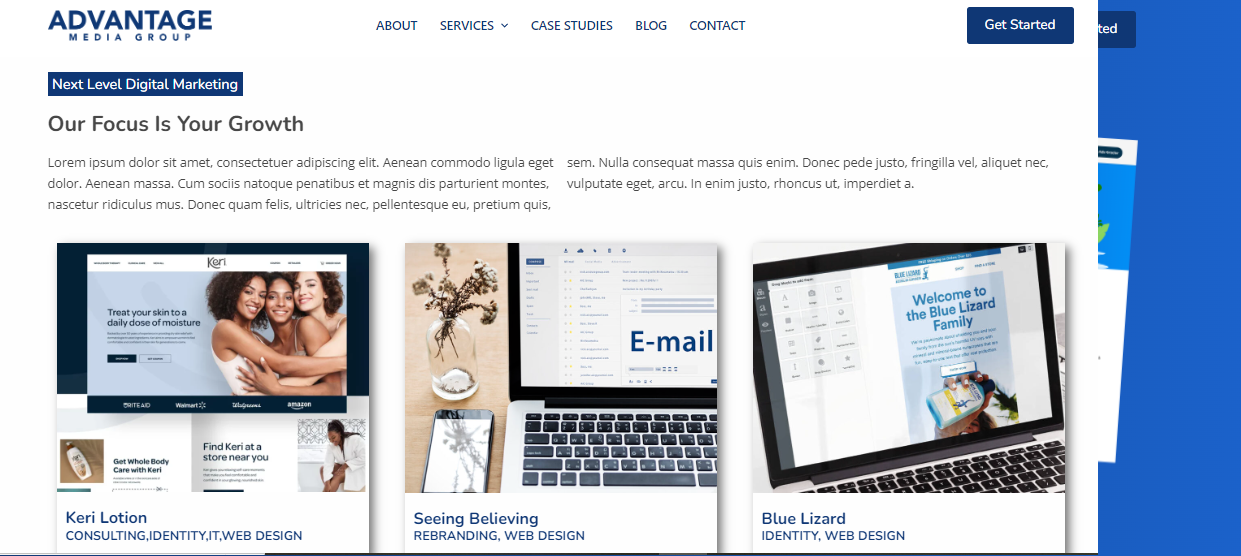 ADVANTAGE
MEDIA GROUP
ABOUT SERVICES CASE STUDIES BLOG CONTACT
Get Started
ted
Next Level Digital Marketing
Our Focus Is Your Growth
Lorem ipsum dolor sit amet, consectetuer adipiscing elit. Aenean commodo ligula eget
dolor. Aenean massa. Cum sociis natoque penatibus et magnis dis parturient montes,
nascetur ridiculus mus. Donec quam felis, ultricies nec, pellentesque eu, pretium quis,
sem. Nulla consequat massa quis enim. Donec pede justo, fringilla vel, aliquet nec,
vulputate eget, arcu. In enim justo, rhoncus ut, imperdiet a.
Keri
Treat your skin to a
daily dose of moisture
RITE AID Walmart Walgreens amazon
Get Whole Body
Care with Keri
Find Keri at a
store near you
Keri Lotion
CONSULTING,IDENTITY,IT,WEB DESIGN
E-mail
Seeing Believing
REBRANDING, WEB DESIGN
BLUE LIZARD
Welcome to
the Blue Lizard
Family
Blue Lizard
IDENTITY, WEB DESIGN